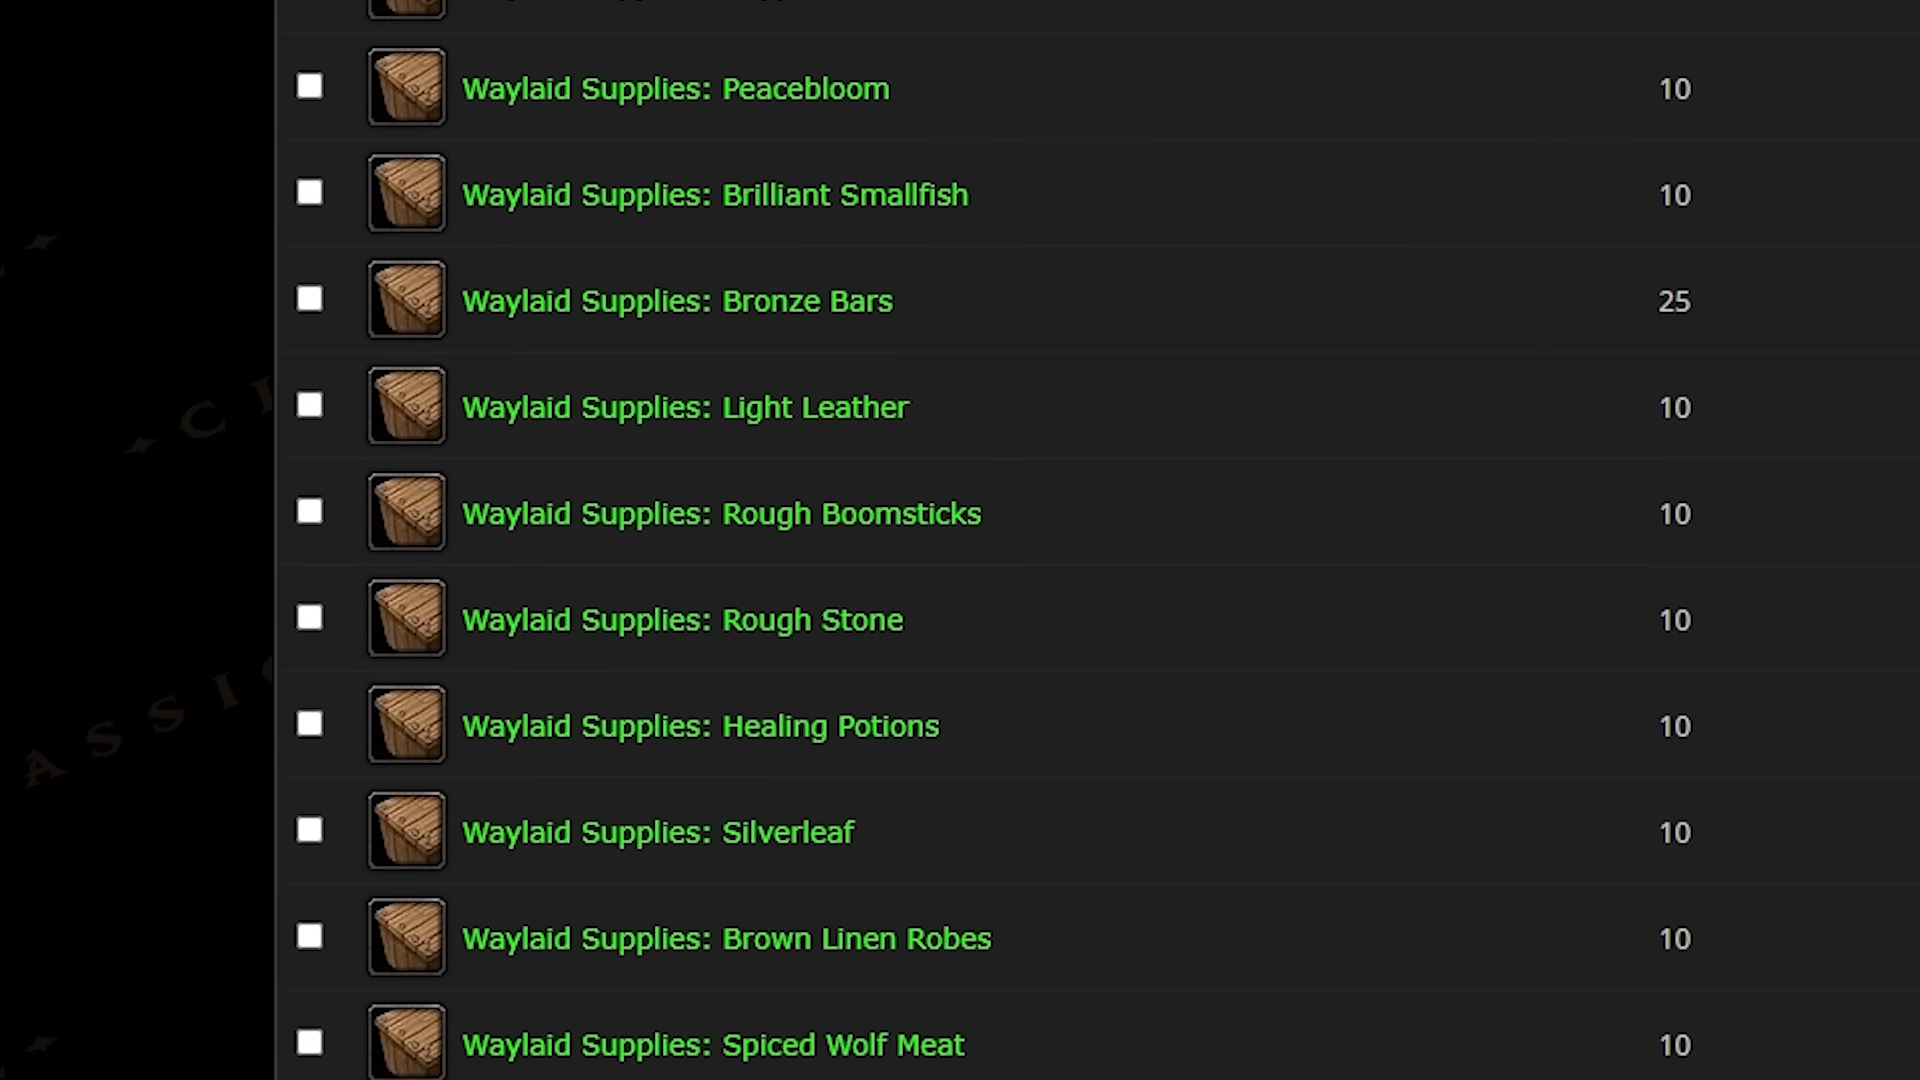 Waylaid Supplies: Peacebloom 10
Waylaid Supplies: Brilliant Smallfish 10
Waylaid Supplies: Bronze Bars 25
Waylaid Supplies: Light Leather 10
Waylaid Supplies: Rough Boomsticks 10
Waylaid Supplies: Rough Stone 10
Waylaid Supplies: Healing Potions 10
Waylaid Supplies: Silverleaf 10
Waylaid Supplies: Brown Linen Robes 10
Waylaid Supplies: Spiced Wolf Meat 10